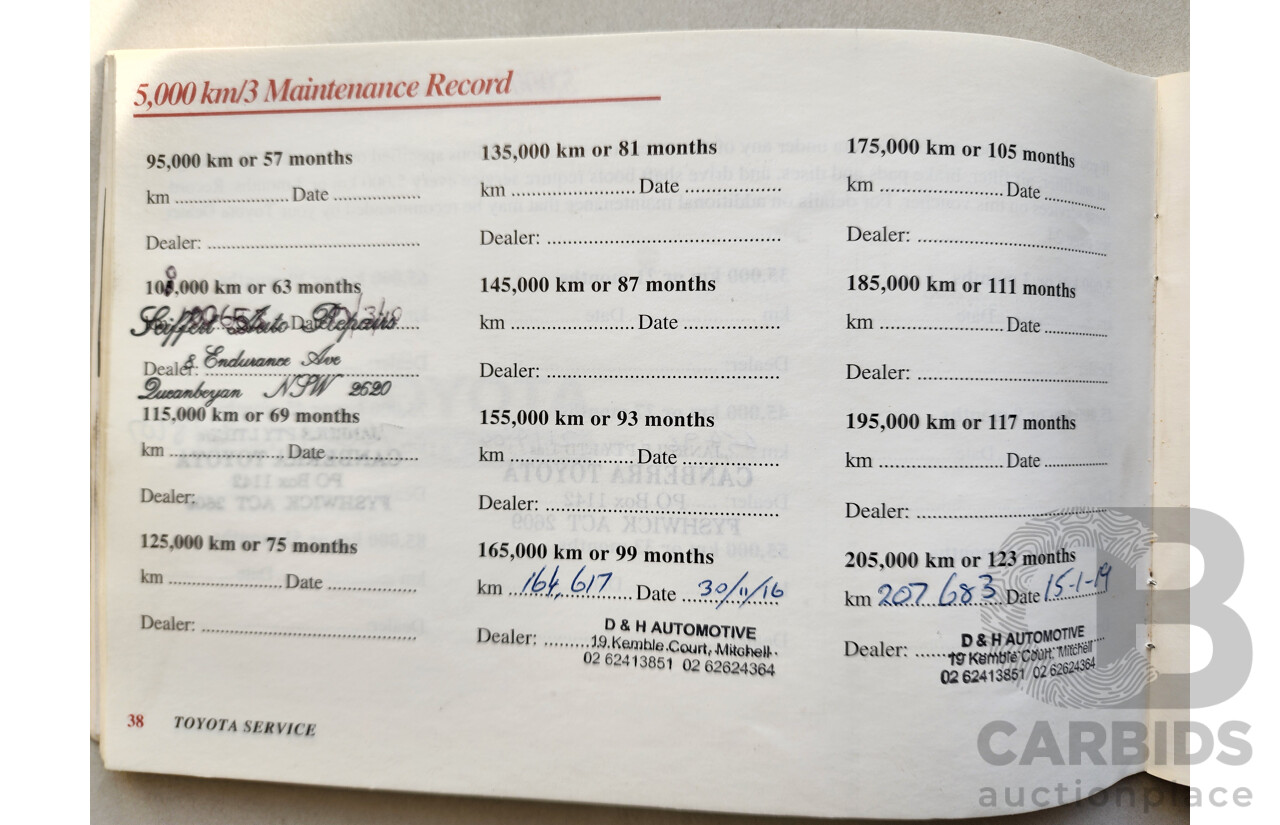 5,000 km/3 Maintenance Record
95,000 km or 57 months
km .................... Date ....................
Dealer: ........................................
,000 km or 63 months
Seiffert Auto Repairs
Dealer: 8 Endurance Ave
Queanbeyan NSW 2620
115,000 km or 69 months
km .................... Date ....................
Dealer:
125,000 km or 75 months
km .................... Date ....................
Dealer: ........................................
135,000 km or 81 months
km .................... Date ....................
Dealer: ........................................
145,000 km or 87 months
km .................... Date ....................
Dealer: ........................................
155,000 km or 93 months
km .................... Date ....................
Dealer: ........................................
165,000 km or 99 months
km 164,617 Date 30/11/16
Dealer: D & H AUTOMOTIVE
19 Kemble Court, Mitchell
02 62413851 02 62624364
175,000 km or 105 months
km .................... Date ....................
Dealer: ........................................
185,000 km or 111 months
km .................... Date ....................
Dealer: ........................................
195,000 km or 117 months
km .................... Date ....................
Dealer: ........................................
205,000 km or 123 months
km 207 683 Date 15-1-19
Dealer: D & H AUTOMOTIVE
19 Kemble Court, Mitchell
02 62413851 02 62624364
38 TOYOTA SERVICE
CARBIDS
auctionplace